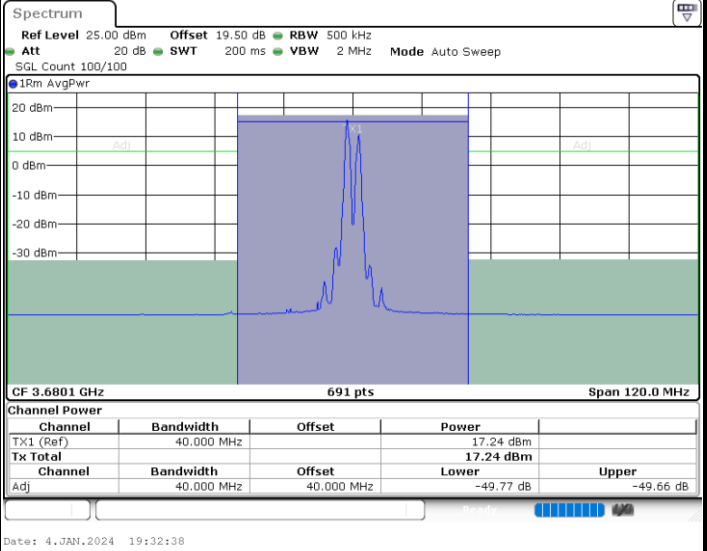 Spectrum
Ref Level 25.00 dBm Offset 19.50 dB RBW 500 kHz
Att 20 dB SWT 200 ms VBW 2 MHz Mode Auto Sweep
SGL Count 100/100
1Rm AvgPwr
20 dBm
X1
10 dBm
Adj Adj
0 dBm
-10 dBm
-20 dBm
-30 dBm
CF 3.6801 GHz 691 pts Span 120.0 MHz
Channel Power
Channel Bandwidth Offset Power
TX1 (Ref) 40.000 MHz 17.24 dBm
Tx Total 17.24 dBm
Channel Bandwidth Offset Lower Upper
Adj 40.000 MHz 40.000 MHz -49.77 dB -49.66 dB
Ready
Date: 4.JAN.2024 19:32:38